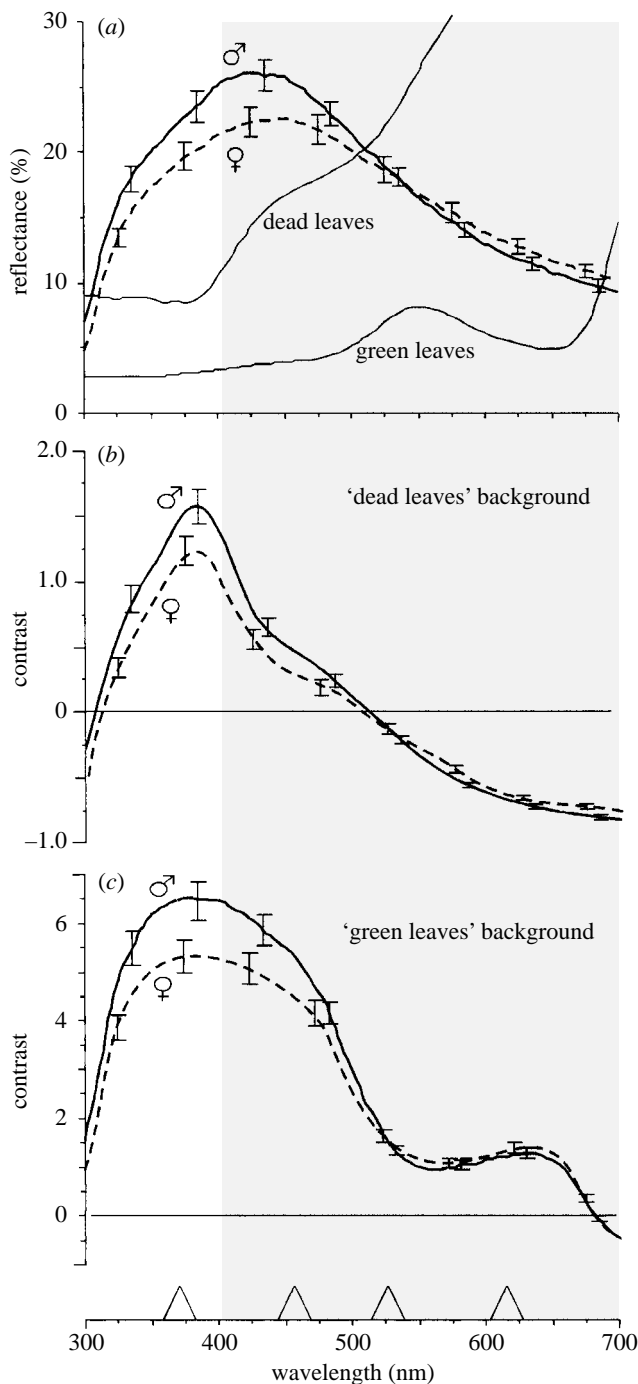 (a)
30
20
10
0
reflectance (%)
♂
♀
dead leaves
green leaves
(b)
2.0
1.0
0
–1.0
contrast
♂
♀
‘dead leaves’ background
(c)
6
4
2
0
contrast
♂
♀
‘green leaves’ background
300 400 500 600 700
wavelength (nm)